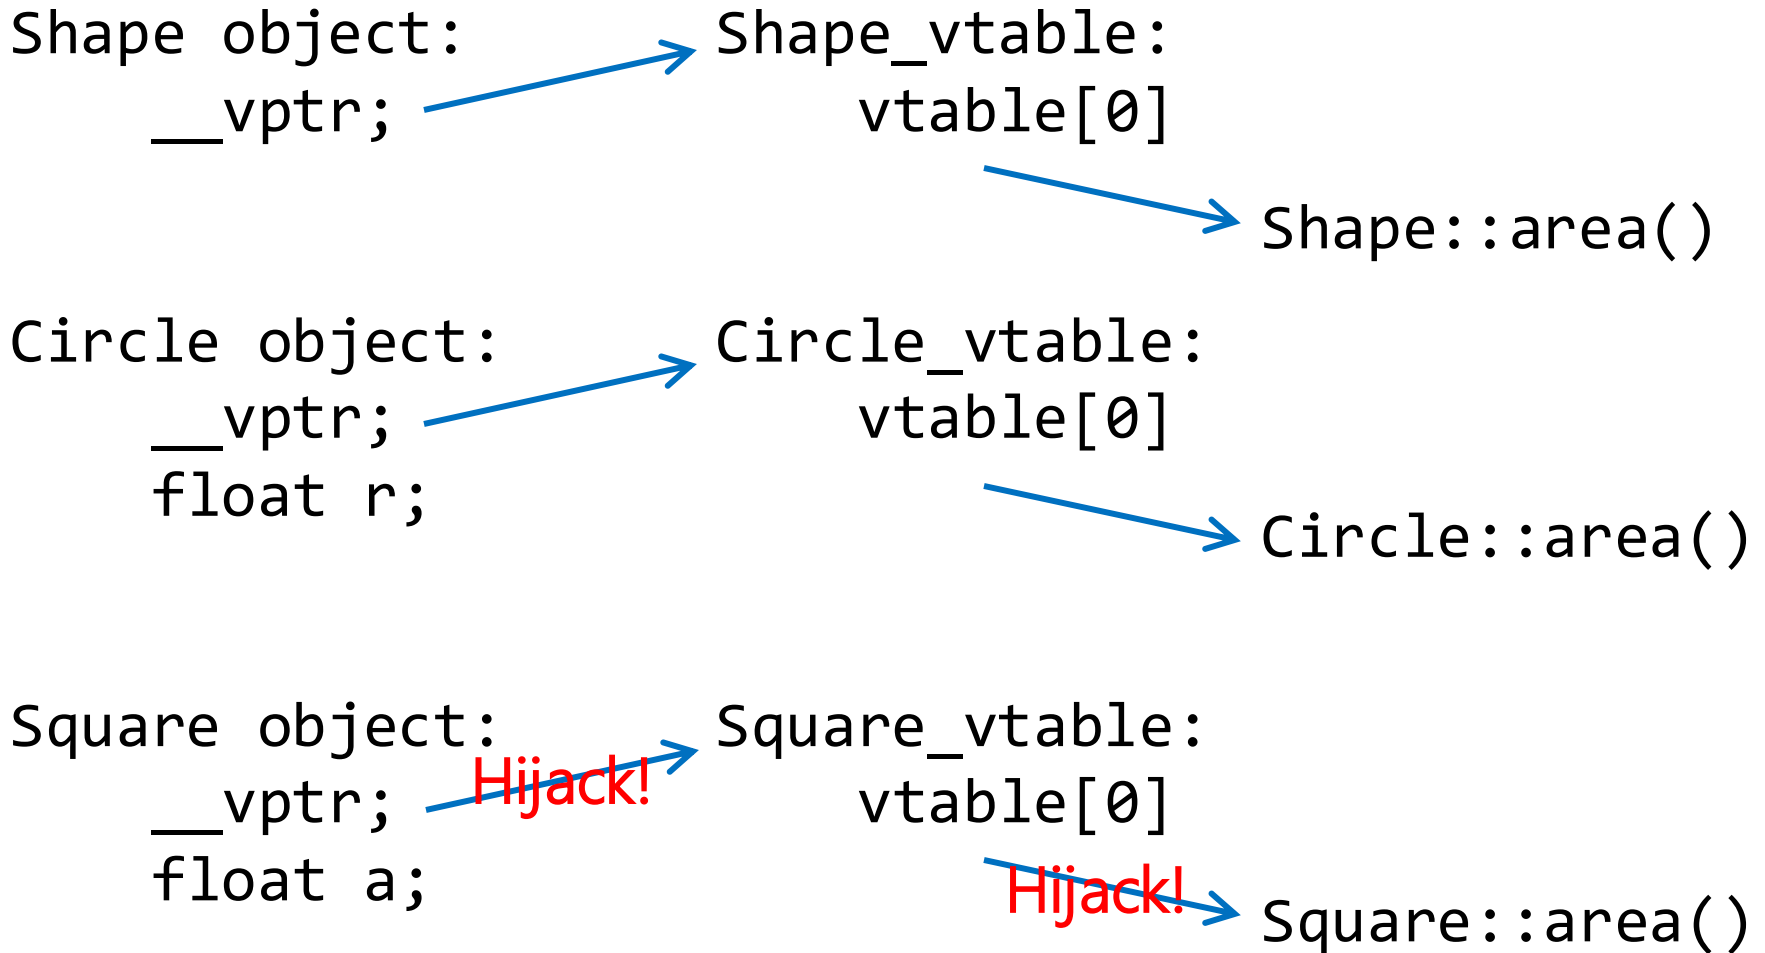 Shape object:
__vptr;
Shape_vtable:
vtable[0]
Shape::area()
Circle object:
__vptr;
float r;
Circle_vtable:
vtable[0]
Circle::area()
Square object:
__vptr;
float a;
Hijack!
Square_vtable:
vtable[0]
Hijack!
Square::area()